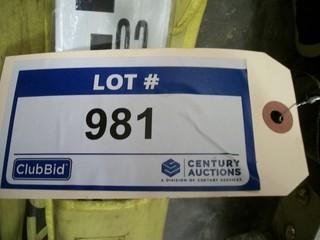 LOT #
981
ClubBid
CENTURY
AUCTIONS
A DIVISION OF CENTURY SERVICES